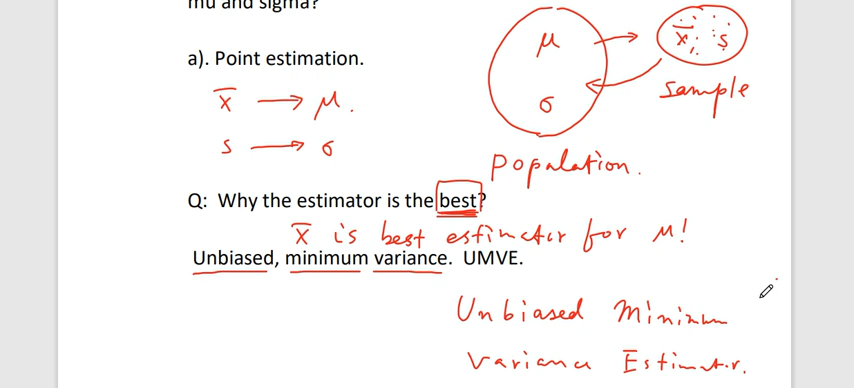 mu and sigma?
μ
x̄ s
a). Point estimation.
x̄ → μ.
σ
sample
s → σ
population.
Q: Why the estimator is the best?
x̄ is best estimator for μ!
Unbiased, minimum variance. UMVE.
Unbiased Minimum
Variance Estimator.